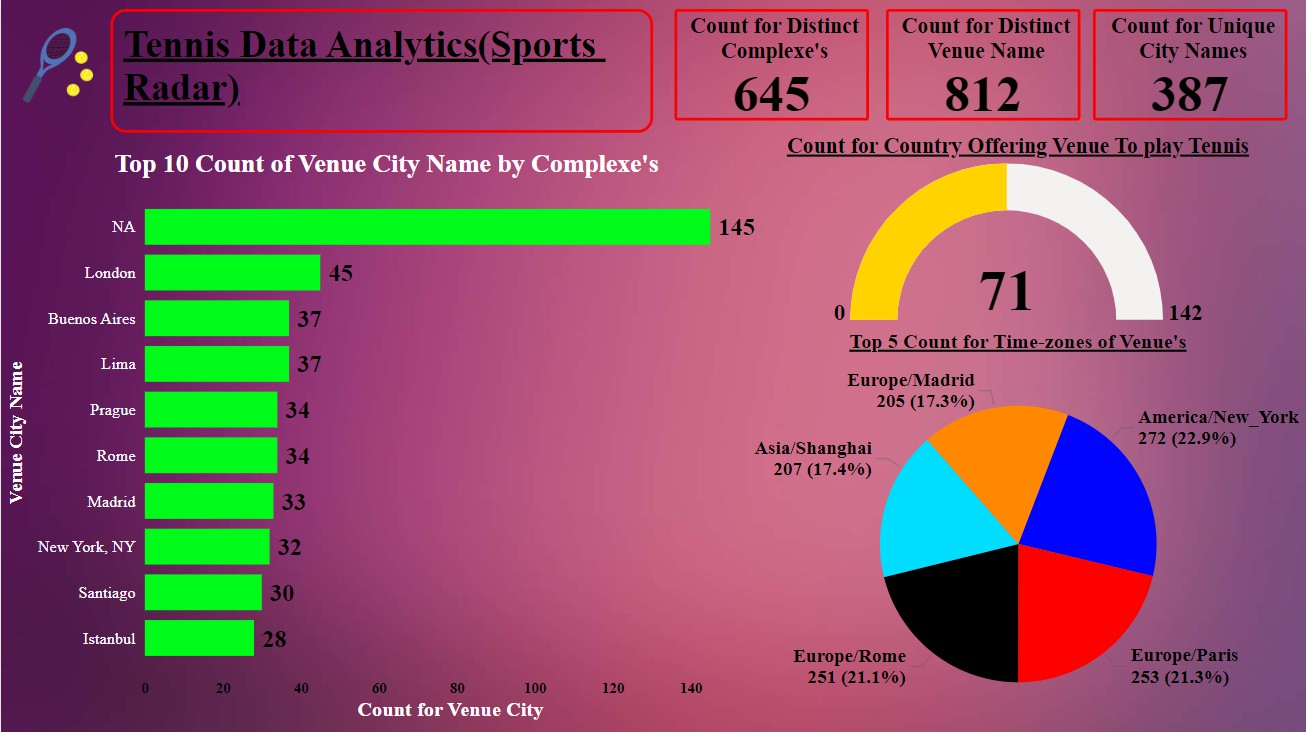 Tennis Data Analytics(Sports
Radar)
Count for Distinct
Complexe's
645
Count for Distinct
Venue Name
812
Count for Unique
City Names
387
Top 10 Count of Venue City Name by Complexe's
Venue City Name
NA
145
London
45
Buenos Aires
37
Lima
37
Prague
34
Rome
34
Madrid
33
New York, NY
32
Santiago
30
Istanbul
28
0
20
40
60
80
100
120
140
Count for Venue City
Count for Country Offering Venue To play Tennis
71
0
142
Top 5 Count for Time-zones of Venue's
Europe/Madrid
205 (17.3%)
America/New_York
272 (22.9%)
Asia/Shanghai
207 (17.4%)
Europe/Rome
251 (21.1%)
Europe/Paris
253 (21.3%)